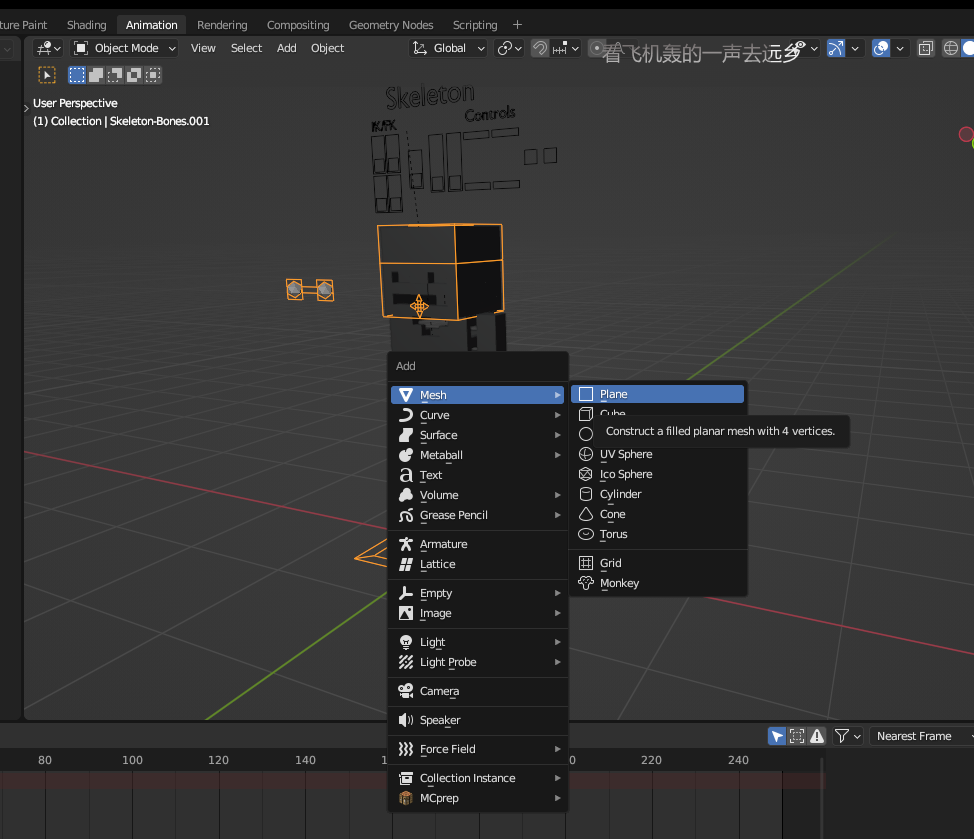 ture Paint Shading Animation Rendering Compositing Geometry Nodes Scripting +
Object Mode View Select Add Object Global
看飞机轰的一声去远乡
User Perspective
(1) Collection | Skeleton-Bones.001
Skeleton
Controls
IK/FK
Add
Mesh
Curve
Surface
Metaball
Text
Volume
Grease Pencil
Armature
Lattice
Empty
Image
Light
Light Probe
Camera
Speaker
Force Field
Collection Instance
MCprep
Plane
Cube
Construct a filled planar mesh with 4 vertices.
UV Sphere
Ico Sphere
Cylinder
Cone
Torus
Grid
Monkey
Nearest Frame
80 100 120 140 1 0 220 240